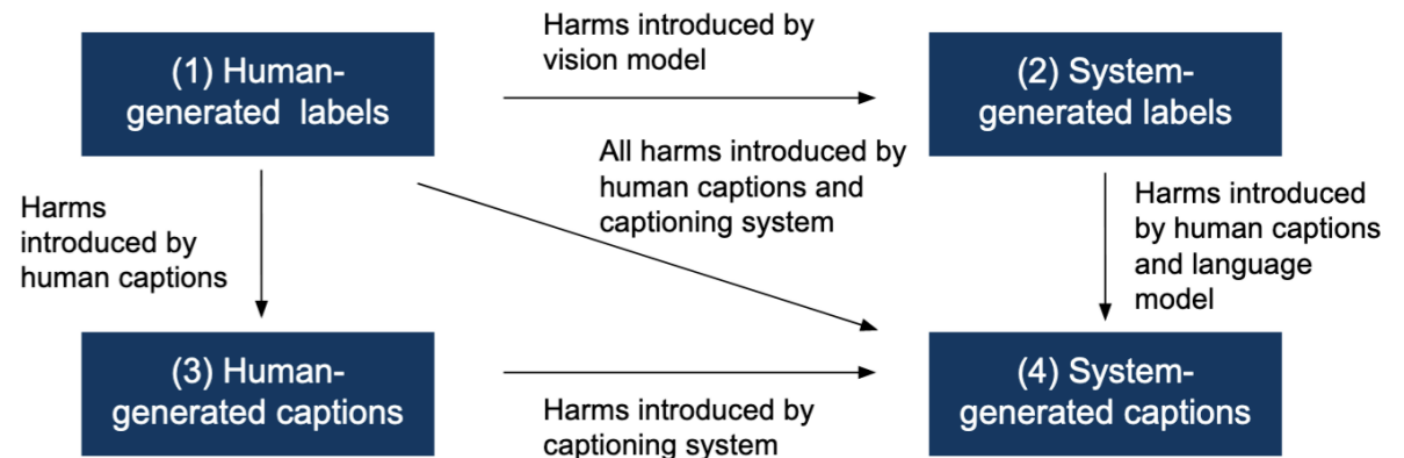 (1) Human-
generated labels
Harms introduced by
vision model
(2) System-
generated labels
All harms introduced by
human captions and
captioning system
Harms
introduced by
human captions
Harms introduced
by human captions
and language
model
(3) Human-
generated captions
Harms introduced by
captioning system
(4) System-
generated captions